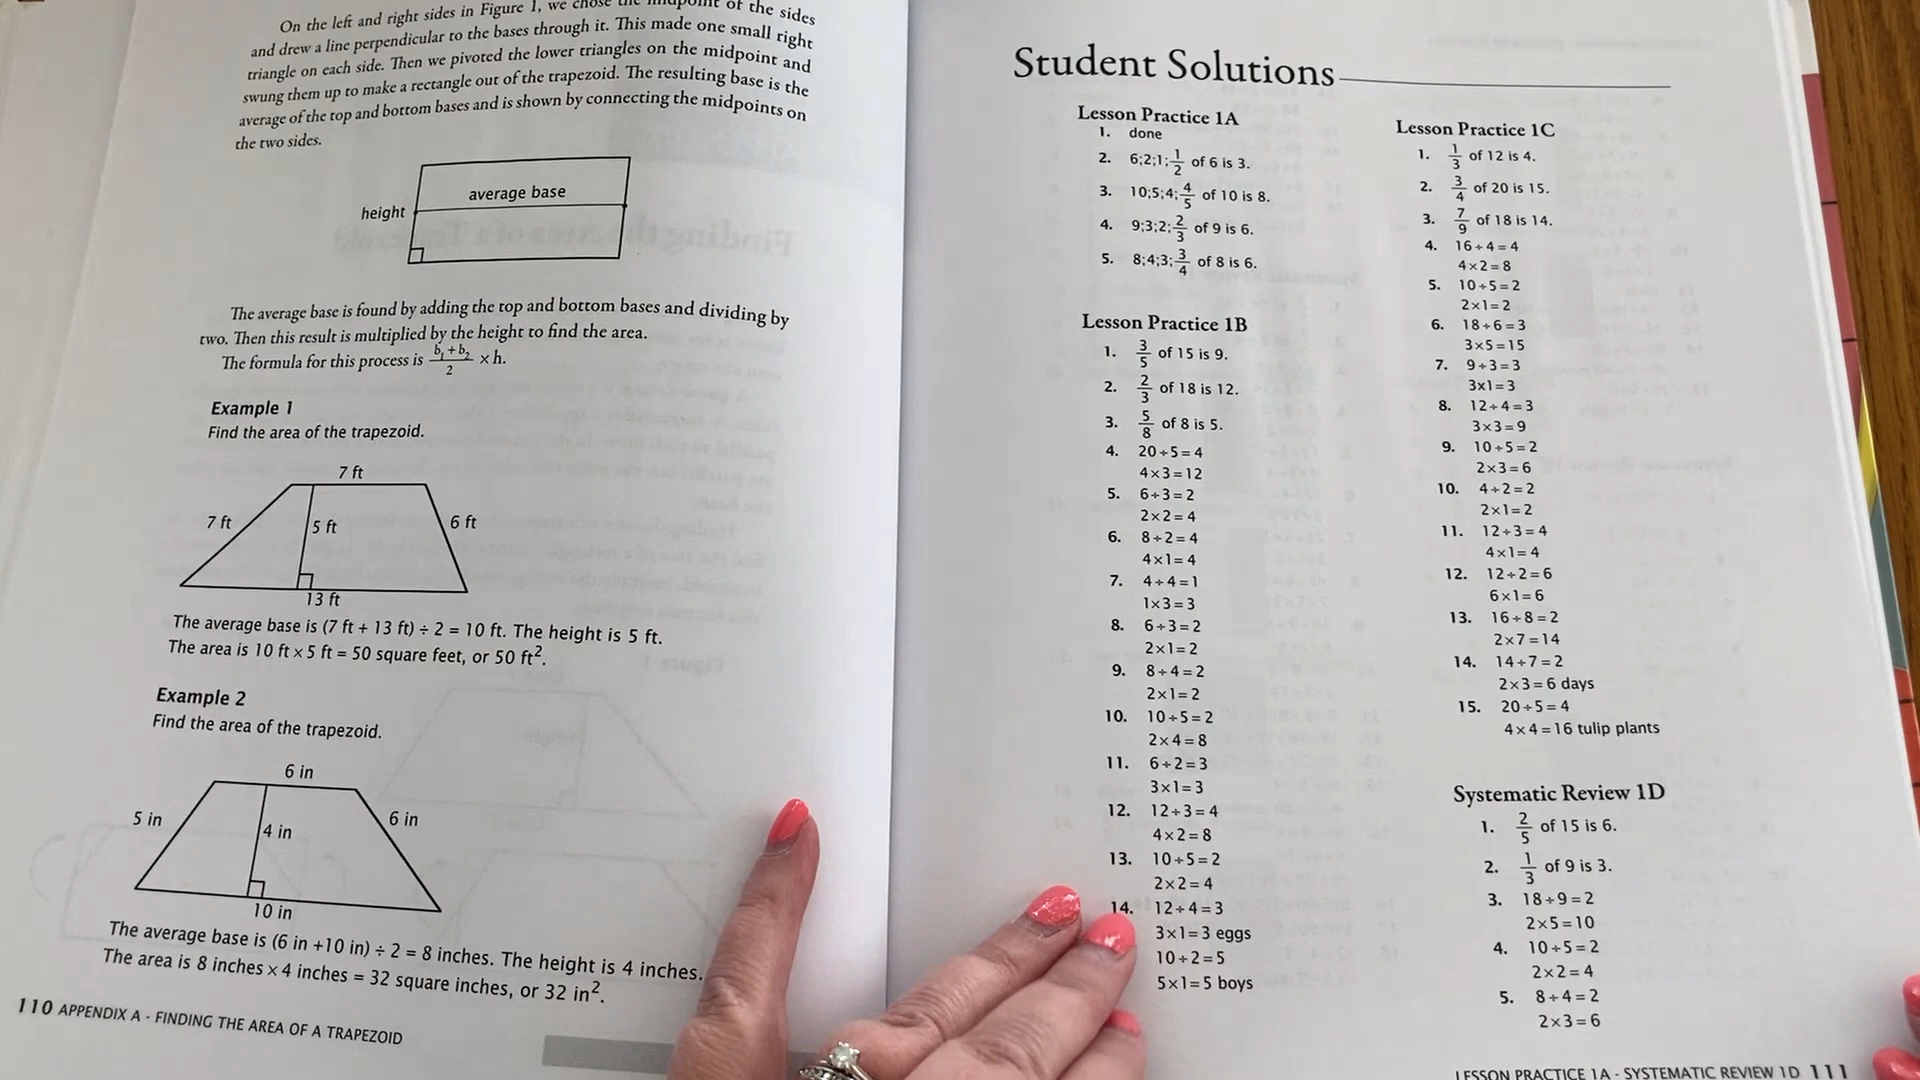 On the left and right sides in Figure 1, we chose the midpoint of the sides
and drew a line perpendicular to the bases through it. This made one small right
triangle on each side. Then we pivoted the lower triangles on the midpoint and
swung them up to make a rectangle out of the trapezoid. The resulting base is the
average of the top and bottom bases and is shown by connecting the midpoints on
the two sides.
average base
height
The average base is found by adding the top and bottom bases and dividing by
two. Then this result is multiplied by the height to find the area.
The formula for this process is (b₁ + b₂)/2 × h.
Example 1
Find the area of the trapezoid.
7 ft
7 ft
5 ft
6 ft
13 ft
The average base is (7 ft + 13 ft) ÷ 2 = 10 ft. The height is 5 ft.
The area is 10 ft × 5 ft = 50 square feet, or 50 ft².
Example 2
Find the area of the trapezoid.
6 in
5 in
4 in
6 in
10 in
The average base is (6 in +10 in) ÷ 2 = 8 inches. The height is 4 inches.
The area is 8 inches × 4 inches = 32 square inches, or 32 in².
110 APPENDIX A - FINDING THE AREA OF A TRAPEZOID
Student Solutions
Lesson Practice 1A
1. done
2. 6;2;1; 1/2 of 6 is 3.
3. 10;5;4; 4/5 of 10 is 8.
4. 9;3;2; 2/3 of 9 is 6.
5. 8;4;3; 3/4 of 8 is 6.
Lesson Practice 1B
1. 3/5 of 15 is 9.
2. 2/3 of 18 is 12.
3. 5/8 of 8 is 5.
4. 20÷5=4
4×3=12
5. 6÷3=2
2×2=4
6. 8÷2=4
4×1=4
7. 4÷4=1
1×3=3
8. 6÷3=2
2×1=2
9. 8÷4=2
2×1=2
10. 10÷5=2
2×4=8
11. 6÷2=3
3×1=3
12. 12÷3=4
4×2=8
13. 10÷5=2
2×2=4
14. 12÷4=3
3×1=3 eggs
10÷2=5
5×1=5 boys
Lesson Practice 1C
1. 1/3 of 12 is 4.
2. 3/4 of 20 is 15.
3. 7/9 of 18 is 14.
4. 16÷4=4
4×2=8
5. 10÷5=2
2×1=2
6. 18÷6=3
3×5=15
7. 9÷3=3
3x1=3
8. 12÷4=3
3×3=9
9. 10÷5=2
2×3=6
10. 4÷2=2
2×1=2
11. 12÷3=4
4×1=4
12. 12÷2=6
6×1=6
13. 16÷8=2
2×7=14
14. 14÷7=2
2×3=6 days
15. 20÷5=4
4×4=16 tulip plants
Systematic Review 1D
1. 2/5 of 15 is 6.
2. 1/3 of 9 is 3.
3. 18÷9=2
2×5=10
4. 10÷5=2
2×2=4
5. 8÷4=2
2×3=6
LESSON PRACTICE 1A - SYSTEMATIC REVIEW 1D 111